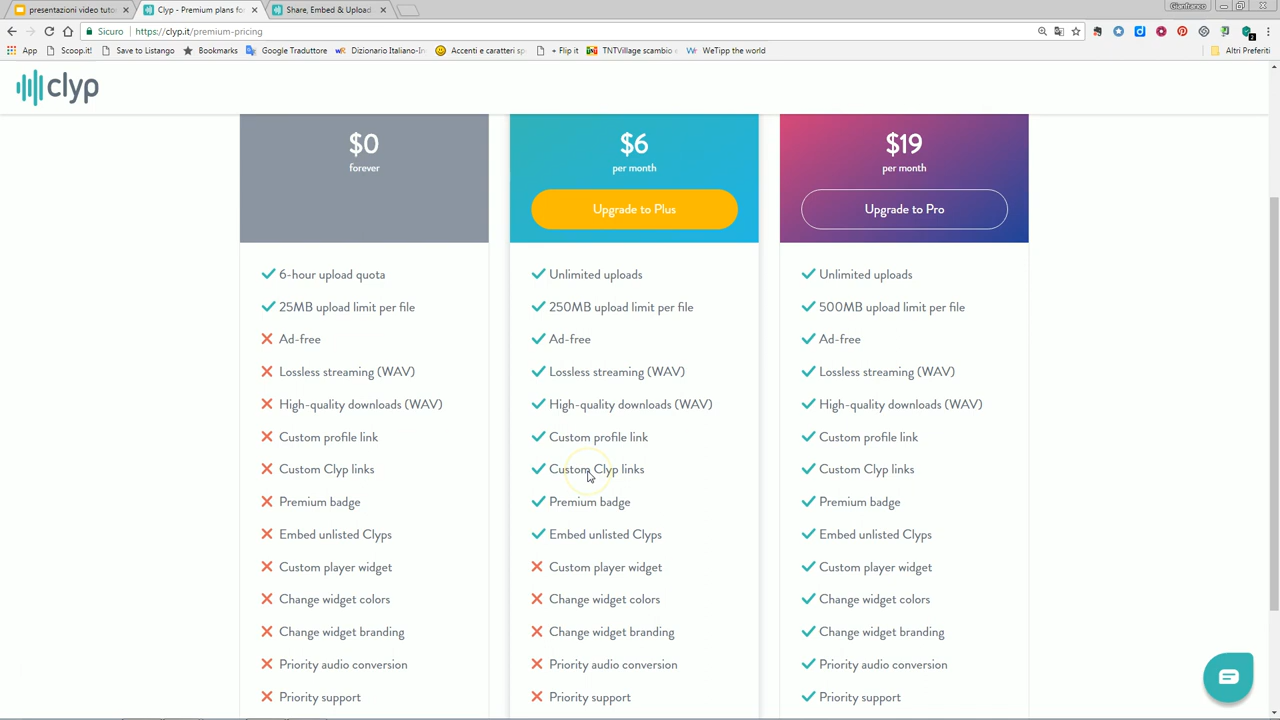 presentazioni video tuto
Clyp - Premium plans fo
Share, Embed & Upload
Gianfranco
Sicuro
https://clyp.it/premium-pricing
App
Scoop.it!
Save to Listango
Bookmarks
Google Traduttore
Dizionario Italiano-In
Accenti e caratteri sp
+ Flip it
TNTVillage scambio e
WeTipp the world
Altri Preferiti
clyp
$0
forever
$6
per month
Upgrade to Plus
$19
per month
Upgrade to Pro
6-hour upload quota
25MB upload limit per file
Ad-free
Lossless streaming (WAV)
High-quality downloads (WAV)
Custom profile link
Custom Clyp links
Premium badge
Embed unlisted Clyps
Custom player widget
Change widget colors
Change widget branding
Priority audio conversion
Priority support
Unlimited uploads
250MB upload limit per file
Ad-free
Lossless streaming (WAV)
High-quality downloads (WAV)
Custom profile link
Custom Clyp links
Premium badge
Embed unlisted Clyps
Custom player widget
Change widget colors
Change widget branding
Priority audio conversion
Priority support
Unlimited uploads
500MB upload limit per file
Ad-free
Lossless streaming (WAV)
High-quality downloads (WAV)
Custom profile link
Custom Clyp links
Premium badge
Embed unlisted Clyps
Custom player widget
Change widget colors
Change widget branding
Priority audio conversion
Priority support